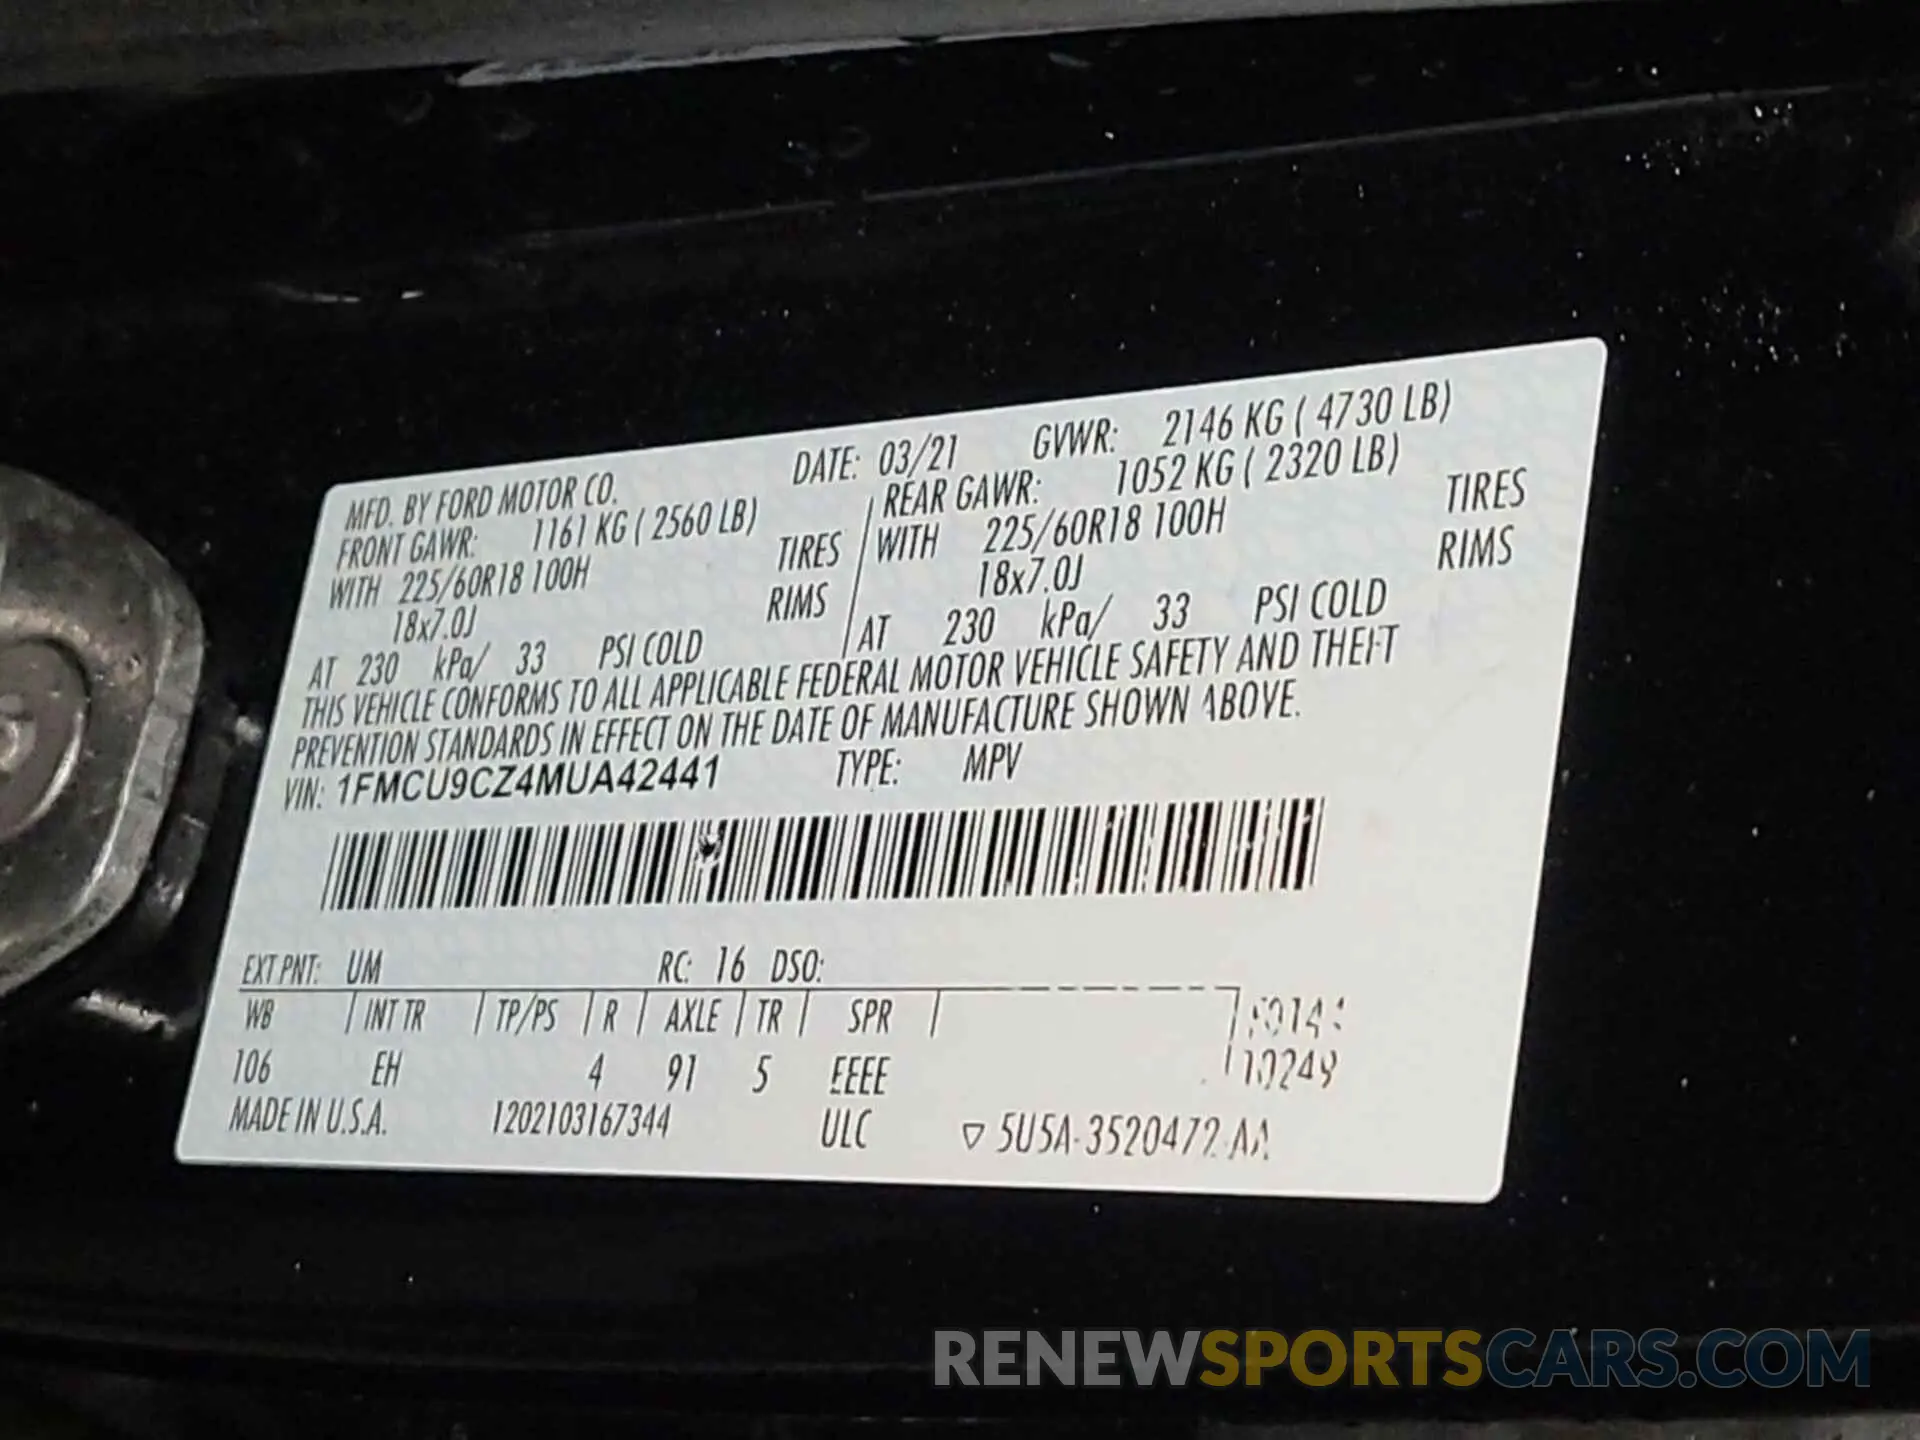 MFD. BY FORD MOTOR CO. DATE: 03/21 GVWR: 2146 KG ( 4730 LB)
FRONT GAWR: 1161 KG ( 2560 LB) REAR GAWR: 1052 KG ( 2320 LB)
WITH 225/60R18 100H TIRES WITH 225/60R18 100H TIRES
18x7.0J RIMS 18x7.0J RIMS
AT 230 kPa/ 33 PSI COLD AT 230 kPa/ 33 PSI COLD
THIS VEHICLE CONFORMS TO ALL APPLICABLE FEDERAL MOTOR VEHICLE SAFETY AND THEFT
PREVENTION STANDARDS IN EFFECT ON THE DATE OF MANUFACTURE SHOWN ABOVE.
VIN: 1FMCU9CZ4MUA42441 TYPE: MPV
EXT PNT: UM RC: 16 DSO:
WB INT TR TP/PS R AXLE TR SPR
106 EH 4 91 5 EEEE 10249
MADE IN U.S.A. 1202103167344 ULC 5U5A-3520472-AA
RENEWSPORTSCARS.COM